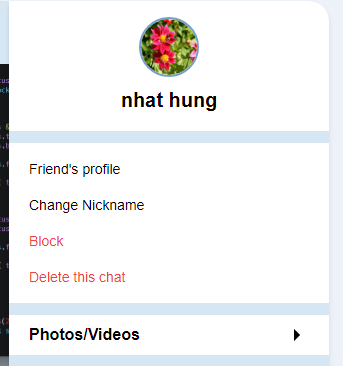 nhat hung
Friend's profile
Change Nickname
Block
Delete this chat
Photos/Videos